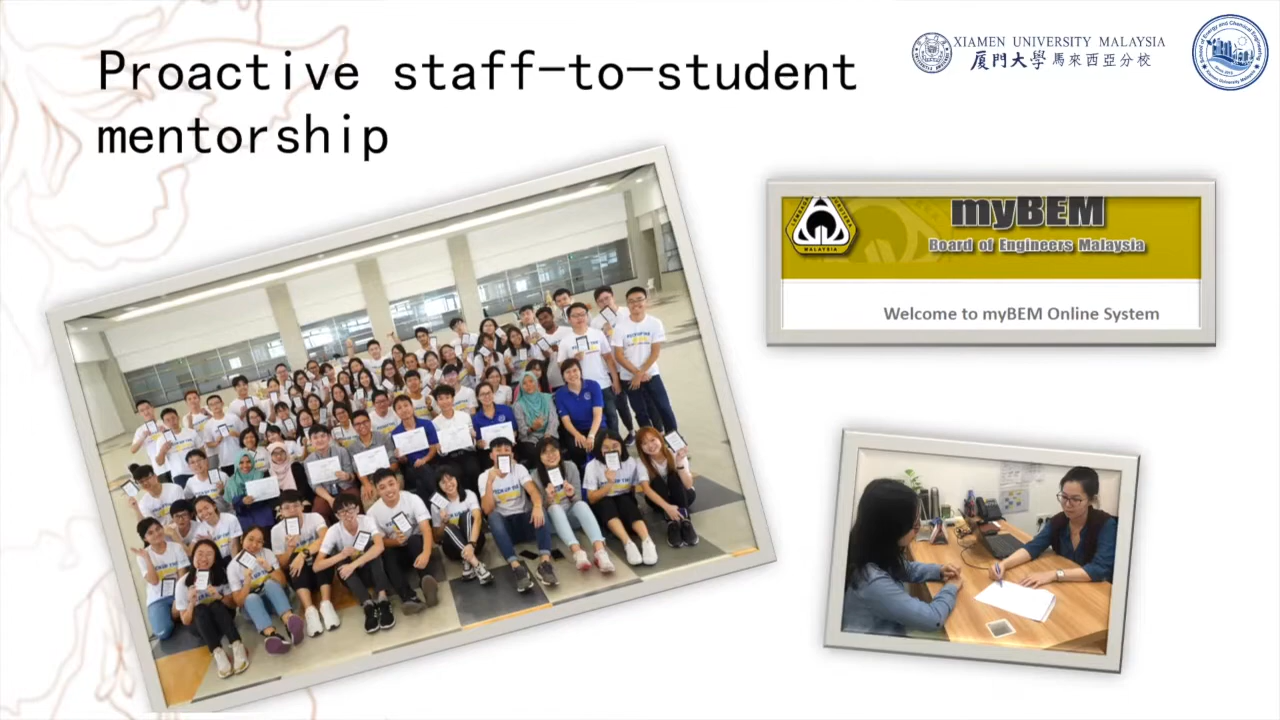 Proactive staff-to-student
mentorship
XIAMEN UNIVERSITY MALAYSIA
厦門大學 馬來西亞分校
myBEM
Board of Engineers Malaysia
MALAYSIA
Welcome to myBEM Online System